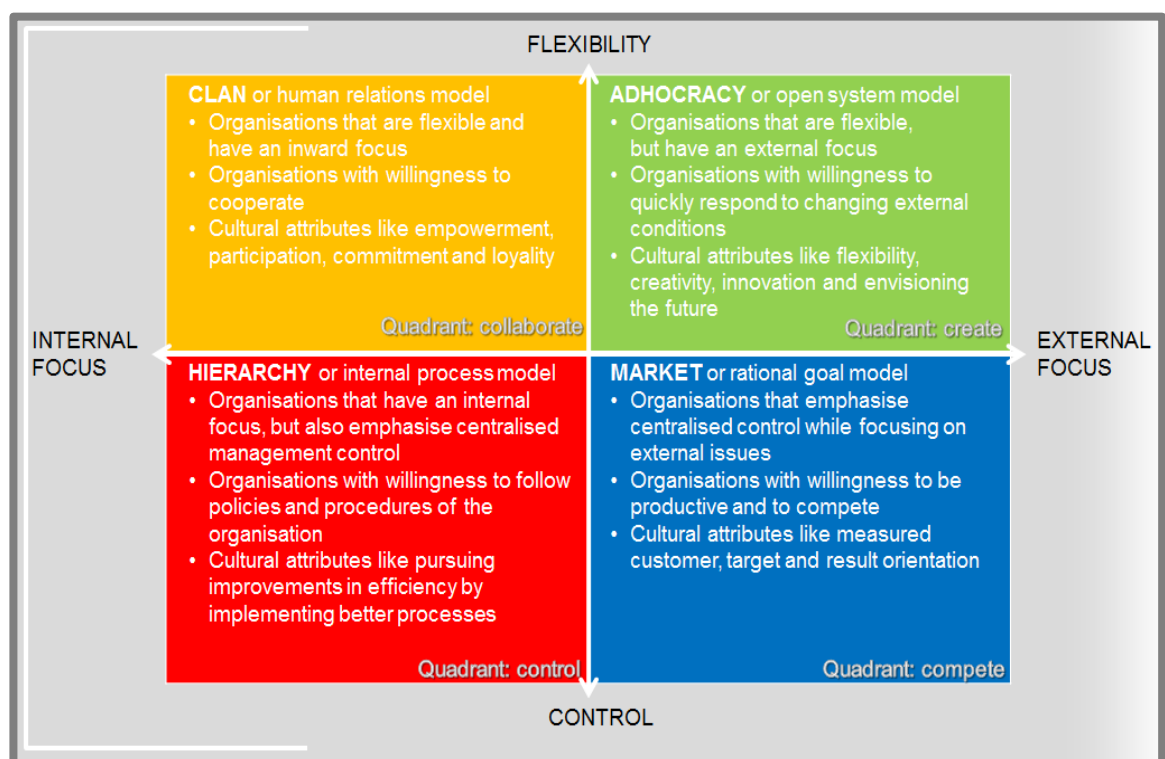 FLEXIBILITY
CLAN or human relations model
• Organisations that are flexible and
have an inward focus
• Organisations with willingness to
cooperate
• Cultural attributes like empowerment,
participation, commitment and loyality
Quadrant: collaborate
ADHOCRACY or open system model
• Organisations that are flexible,
but have an external focus
• Organisations with willingness to
quickly respond to changing external
conditions
• Cultural attributes like flexibility,
creativity, innovation and envisioning
the future
Quadrant: create
INTERNAL
FOCUS
EXTERNAL
FOCUS
HIERARCHY or internal process model
• Organisations that have an internal
focus, but also emphasise centralised
management control
• Organisations with willingness to follow
policies and procedures of the
organisation
• Cultural attributes like pursuing
improvements in efficiency by
implementing better processes
Quadrant: control
MARKET or rational goal model
• Organisations that emphasise
centralised control while focusing on
external issues
• Organisations with willingness to be
productive and to compete
• Cultural attributes like measured
customer, target and result orientation
Quadrant: compete
CONTROL